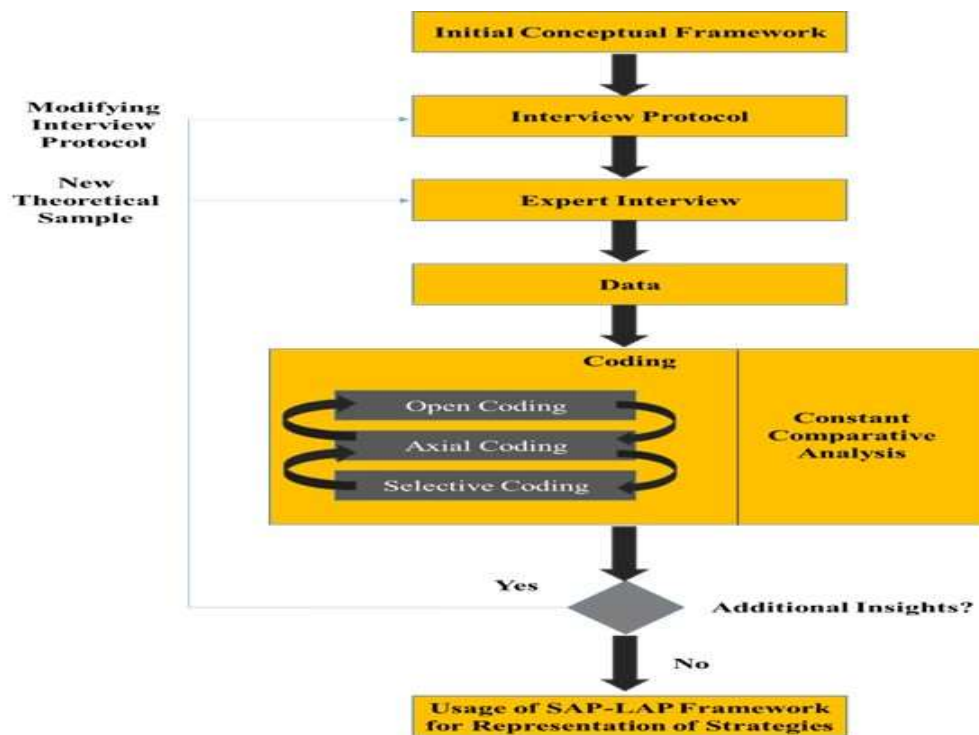 Initial Conceptual Framework
Modifying
Interview
Protocol
Interview Protocol
New
Theoretical
Sample
Expert Interview
Data
Coding
Open Coding
Axial Coding
Selective Coding
Constant
Comparative
Analysis
Yes
Additional Insights?
No
Usage of SAP-LAP Framework
for Representation of Strategies